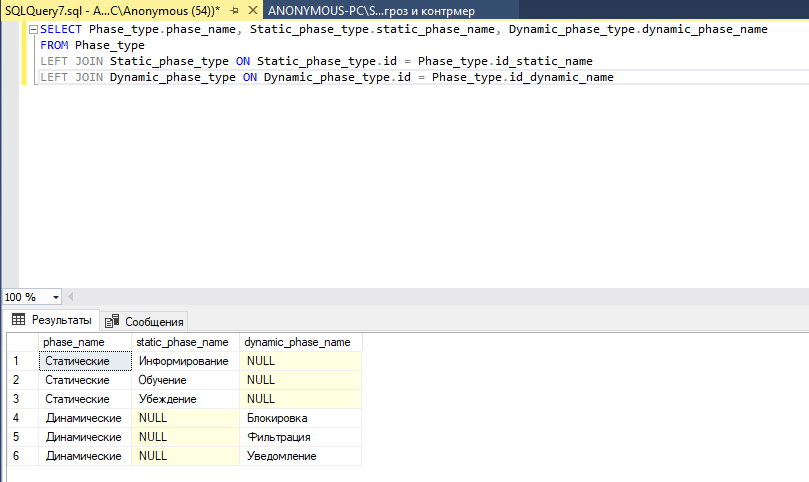 SQLQuery7.sql - A...C\Anonymous (54))* ANONYMOUS-PC\S...гроз и контрмер
SELECT Phase_type.phase_name, Static_phase_type.static_phase_name, Dynamic_phase_type.dynamic_phase_name
FROM Phase_type
LEFT JOIN Static_phase_type ON Static_phase_type.id = Phase_type.id_static_name
LEFT JOIN Dynamic_phase_type ON Dynamic_phase_type.id = Phase_type.id_dynamic_name
100 %
Результаты Сообщения
phase_name static_phase_name dynamic_phase_name
1 Статические Информирование NULL
2 Статические Обучение NULL
3 Статические Убеждение NULL
4 Динамические NULL Блокировка
5 Динамические NULL Фильтрация
6 Динамические NULL Уведомление